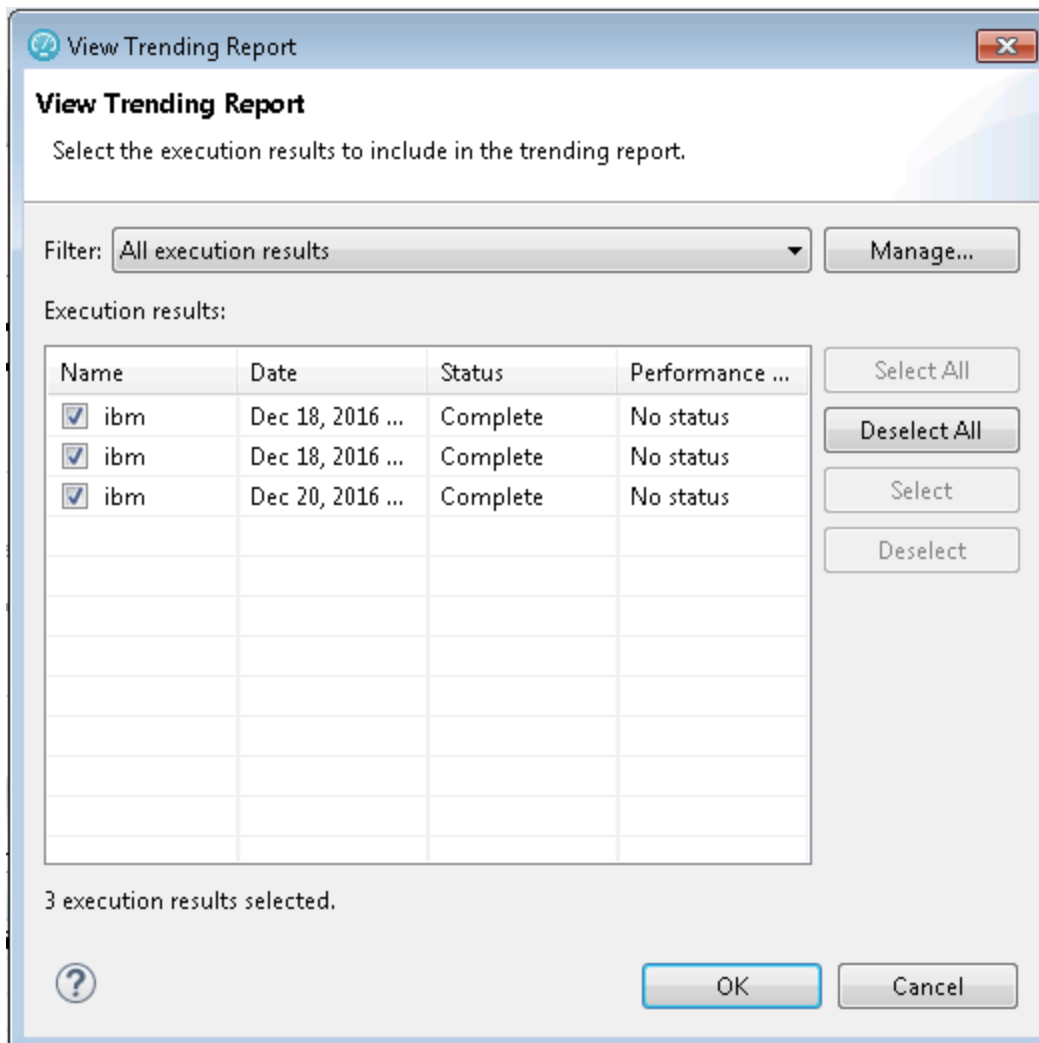 View Trending Report
View Trending Report
Select the execution results to include in the trending report.
Filter: All execution results Manage...
Execution results:
Name Date Status Performance ... Select All
ibm Dec 18, 2016 ... Complete No status Deselect All
ibm Dec 18, 2016 ... Complete No status
ibm Dec 20, 2016 ... Complete No status Select
Deselect
3 execution results selected.
? OK Cancel